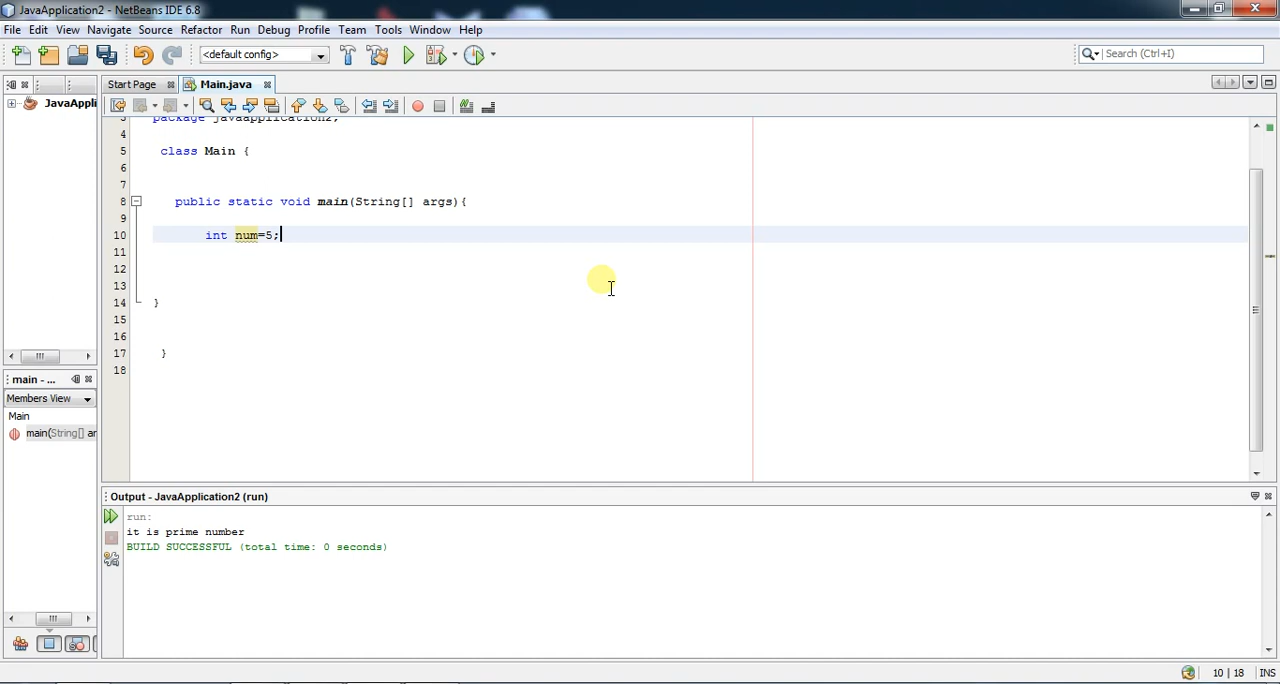 JavaApplication2 - NetBeans IDE 6.8
File Edit View Navigate Source Refactor Run Debug Profile Team Tools Window Help
<default config>
Search (Ctrl+I)
JavaAppli
Start Page
Main.java
3 package javaapplication2;
4
5 class Main {
6
7
8 public static void main(String[] args){
9
10 int num=5;
11
12
13
14 }
15
16
17 }
18
main - ...
Members View
Main
main(String[] ar
Output - JavaApplication2 (run)
run:
it is prime number
BUILD SUCCESSFUL (total time: 0 seconds)
10 | 18 INS